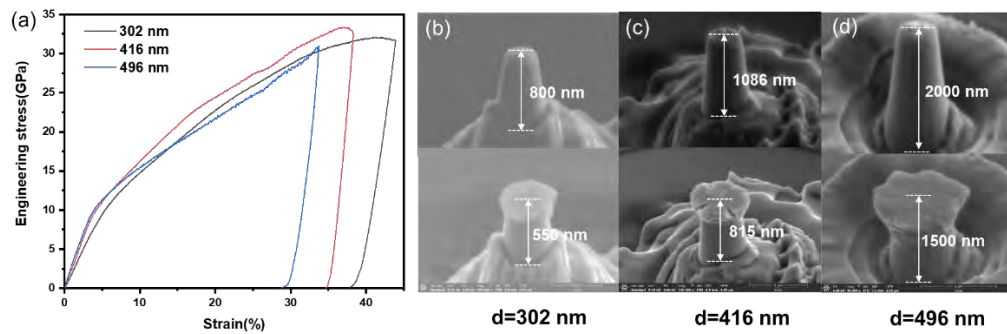 (a)
302 nm
416 nm
496 nm
Engineering stress(GPa)
35
30
25
20
15
10
5
0
0
10
20
30
40
Strain(%)
(b)
800 nm
550 nm
d=302 nm
(c)
1086 nm
815 nm
d=416 nm
(d)
2000 nm
1500 nm
d=496 nm